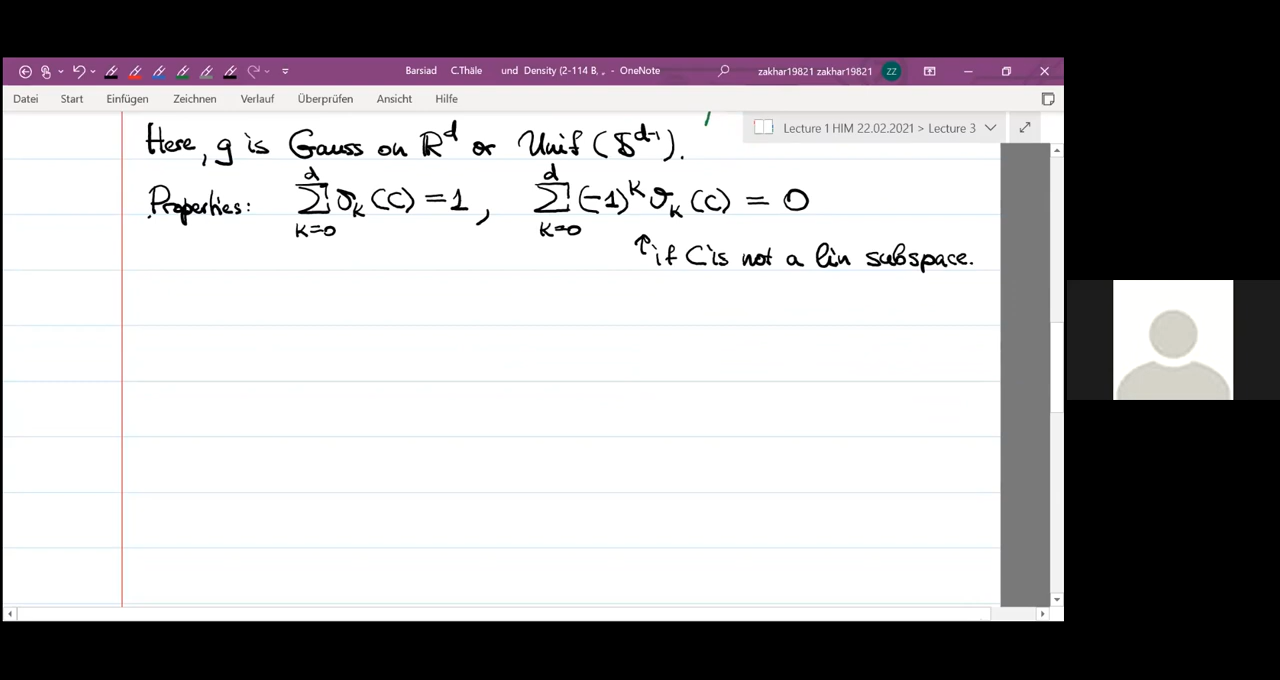 Barsiad C.Thäle und Density (2-114 B, „ - OneNote
zakhar19821 zakhar19821 ZZ
Datei Start Einfügen Zeichnen Verlauf Überprüfen Ansicht Hilfe
Lecture 1 HIM 22.02.2021 > Lecture 3
Here, g is Gauss on ℝ^d or Unif (𝕊^{d-1}).
Properties: ∑_{k=0}^{d} ϑ_k (C) = 1, ∑_{k=0}^{d} (-1)^k ϑ_k (C) = 0
↑ if C is not a lin subspace.